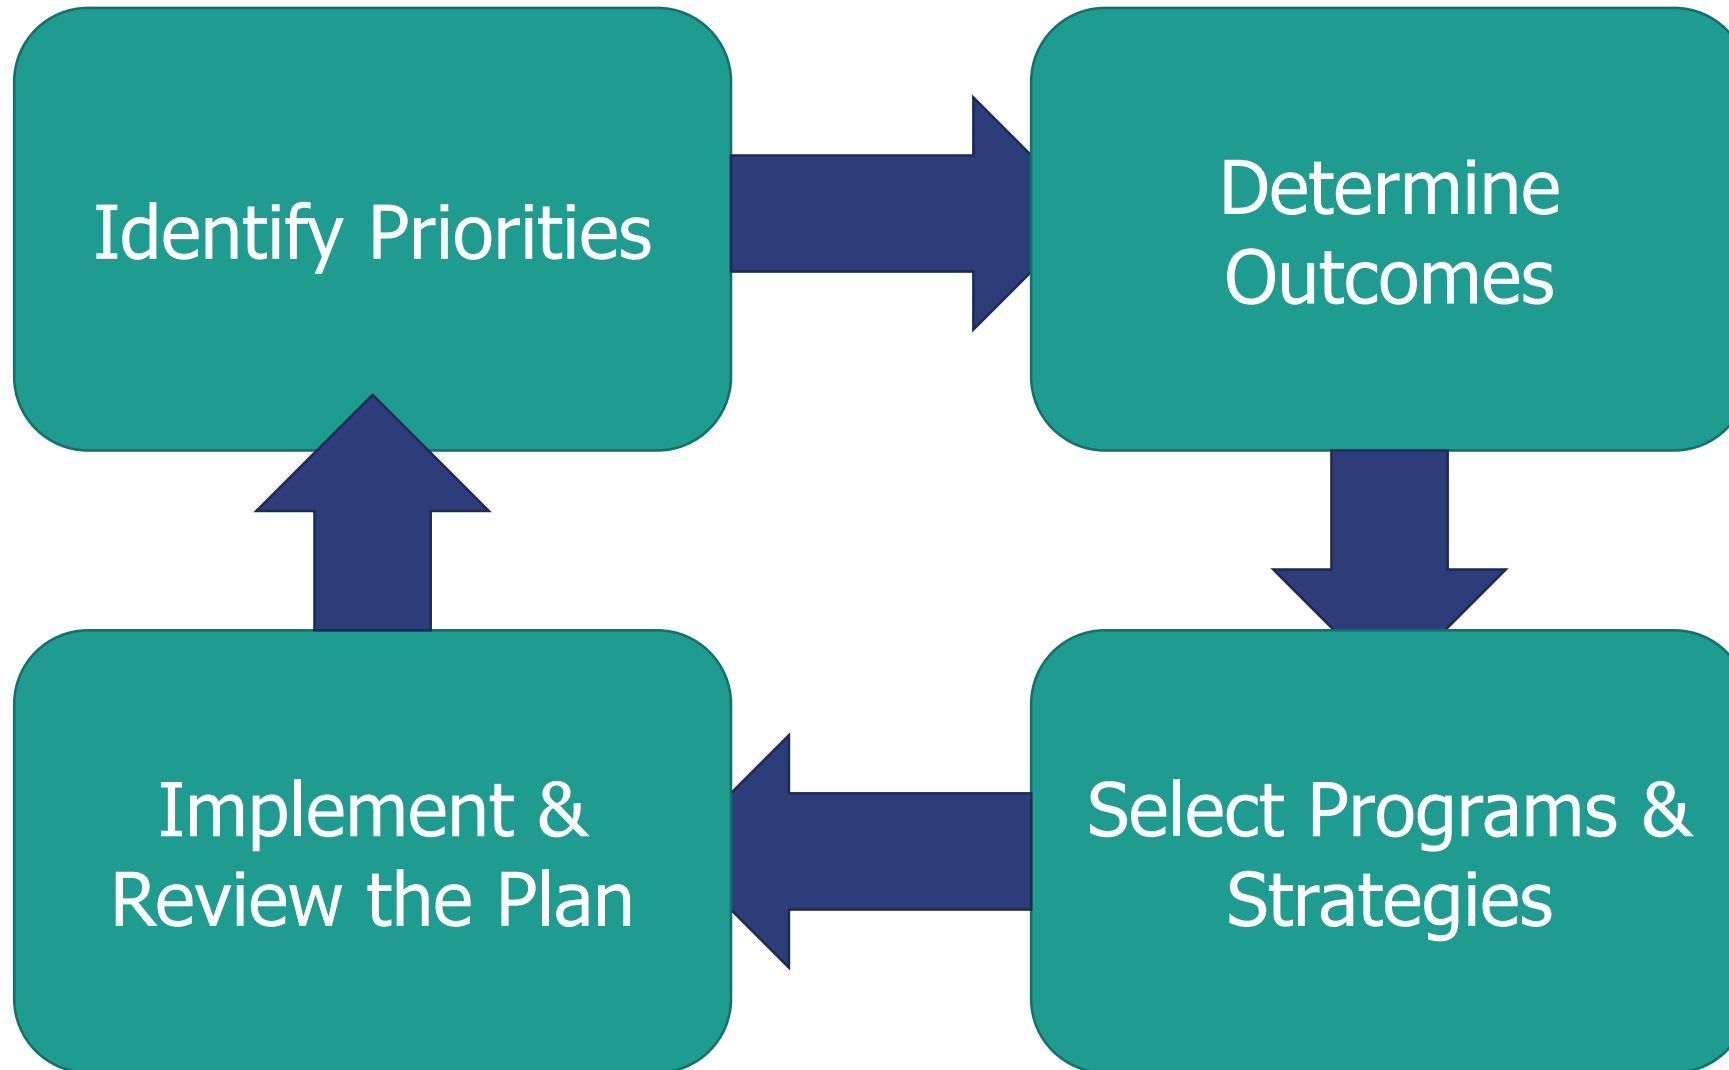 Identify Priorities
Determine
Outcomes
Select Programs &
Strategies
Implement &
Review the Plan